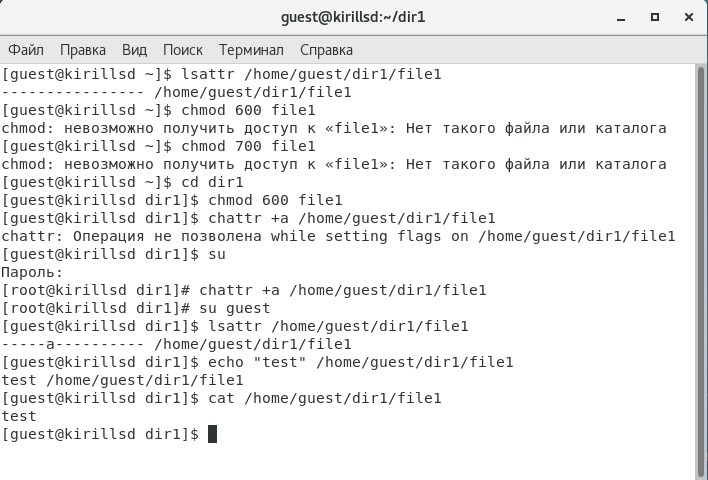 guest@kirillsd:~/dir1
Файл Правка Вид Поиск Терминал Справка
[guest@kirillsd ~]$ lsattr /home/guest/dir1/file1
---------------- /home/guest/dir1/file1
[guest@kirillsd ~]$ chmod 600 file1
chmod: невозможно получить доступ к «file1»: Нет такого файла или каталога
[guest@kirillsd ~]$ chmod 700 file1
chmod: невозможно получить доступ к «file1»: Нет такого файла или каталога
[guest@kirillsd ~]$ cd dir1
[guest@kirillsd dir1]$ chmod 600 file1
[guest@kirillsd dir1]$ chattr +a /home/guest/dir1/file1
chattr: Операция не позволена while setting flags on /home/guest/dir1/file1
[guest@kirillsd dir1]$ su
Пароль:
[root@kirillsd dir1]# chattr +a /home/guest/dir1/file1
[root@kirillsd dir1]# su guest
[guest@kirillsd dir1]$ lsattr /home/guest/dir1/file1
-----a---------- /home/guest/dir1/file1
[guest@kirillsd dir1]$ echo "test" /home/guest/dir1/file1
test /home/guest/dir1/file1
[guest@kirillsd dir1]$ cat /home/guest/dir1/file1
test
[guest@kirillsd dir1]$